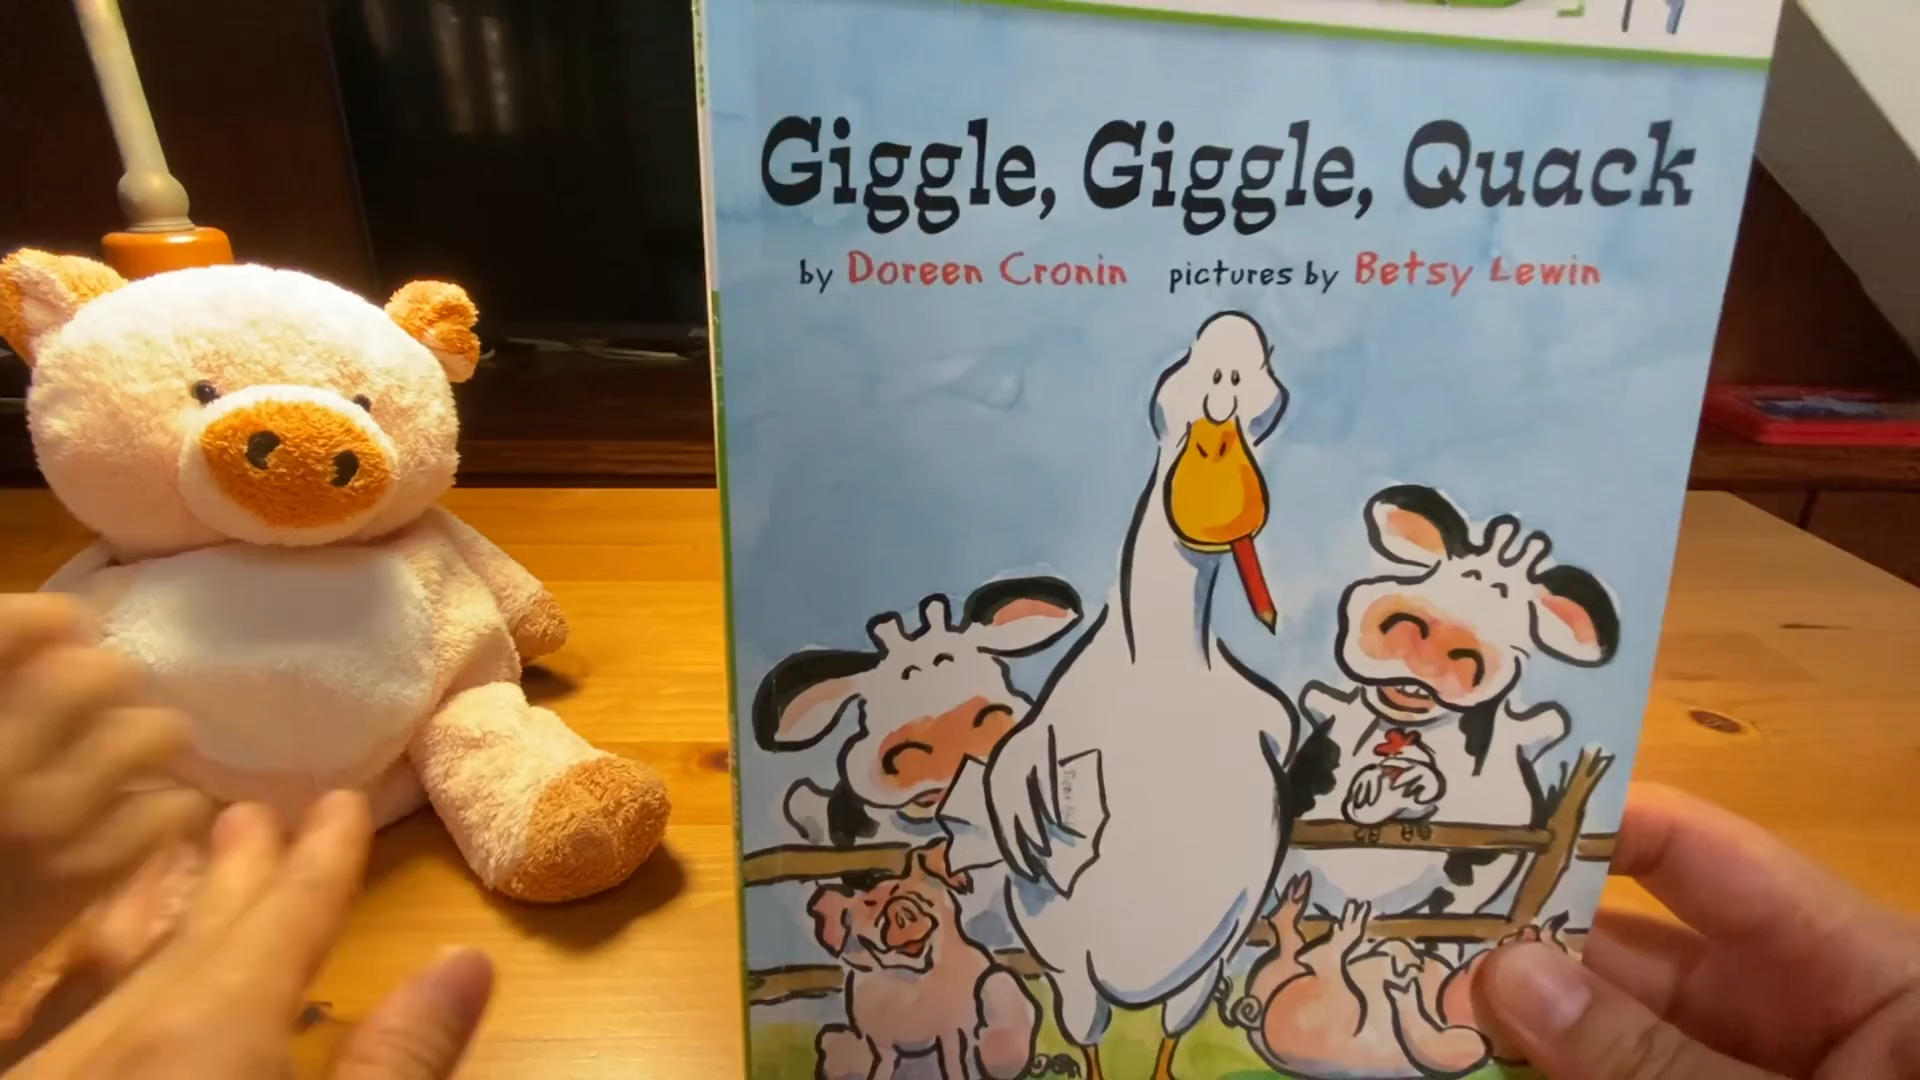 Giggle, Giggle, Quack
by Doreen Cronin pictures by Betsy Lewin